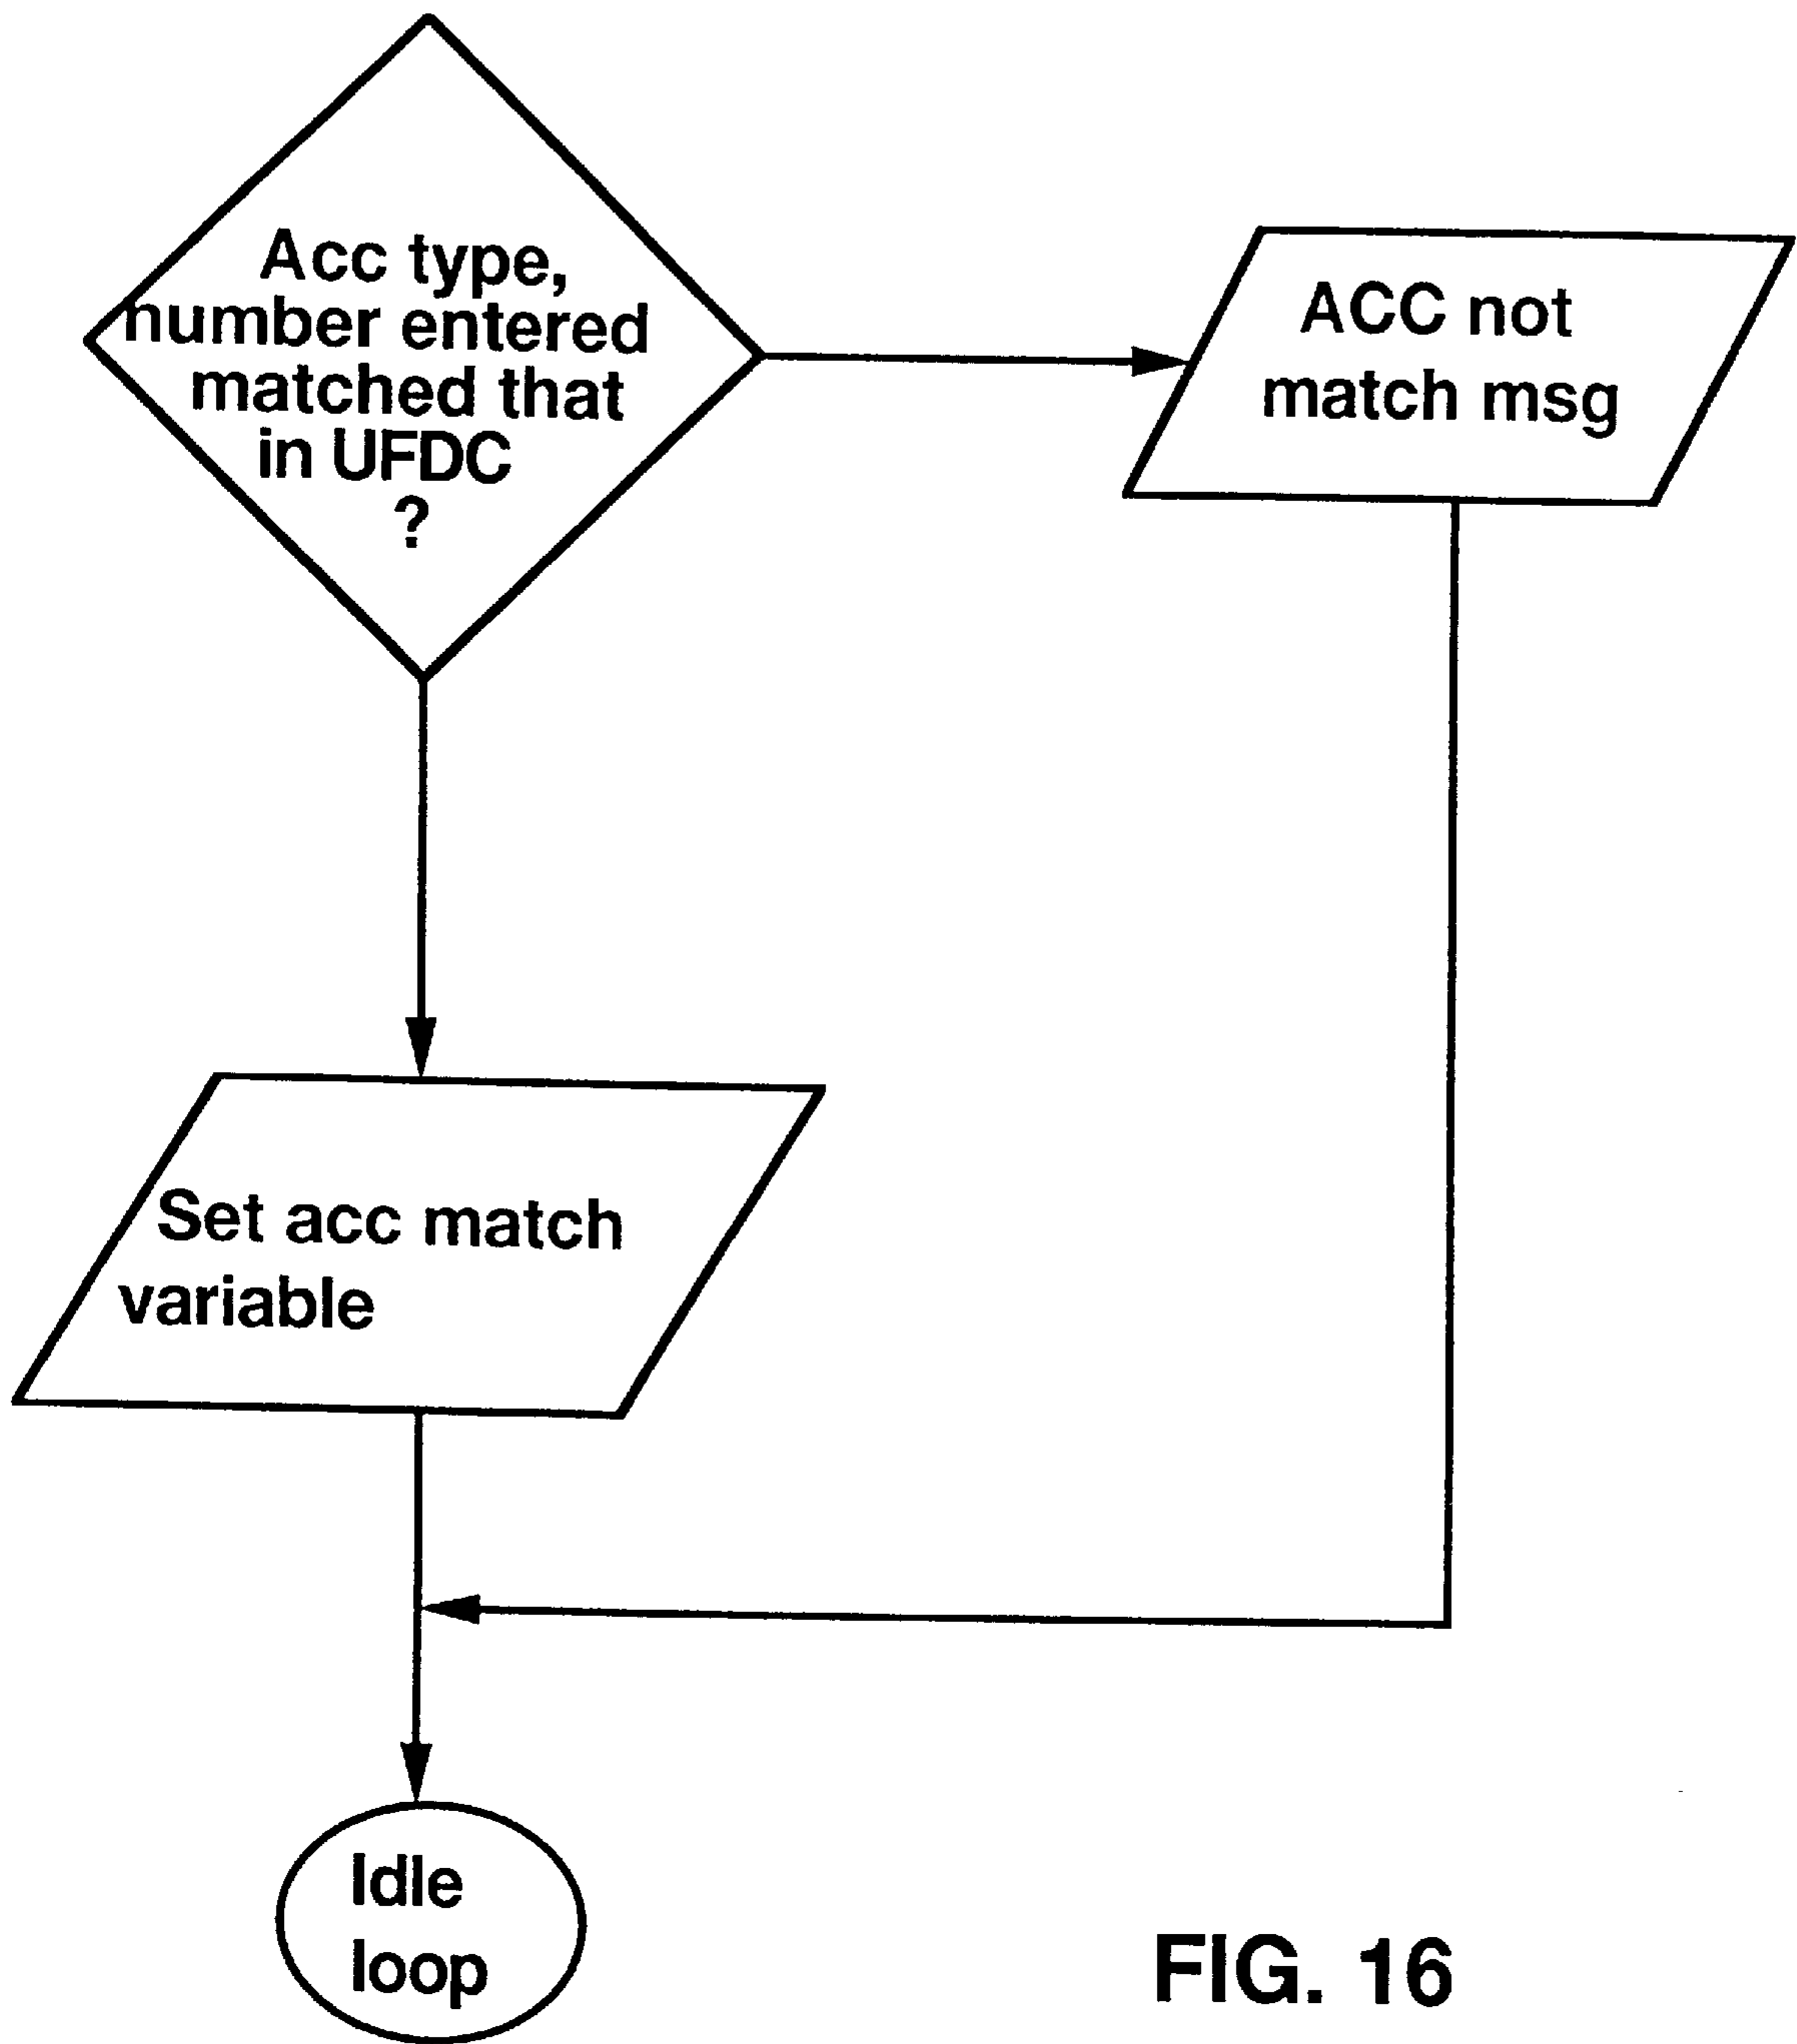 Acc type,
number entered
matched that
in UFDC
?
ACC not
match msg
Set acc match
variable
Idle
loop
FIG. 16